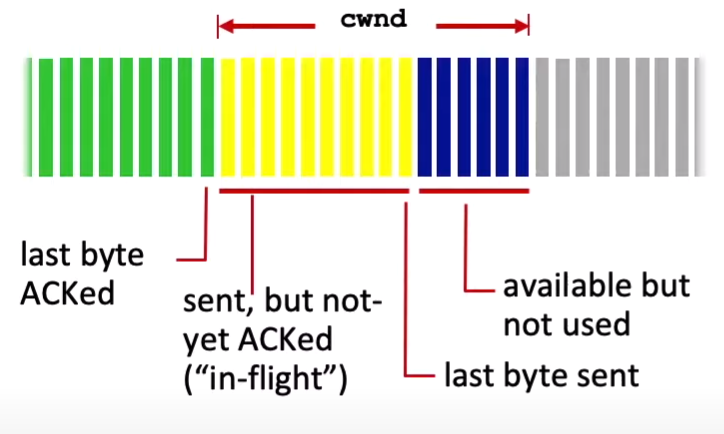 cwnd
last byte
ACKed
sent, but not-
yet ACKed
(“in-flight”)
available but
not used
last byte sent